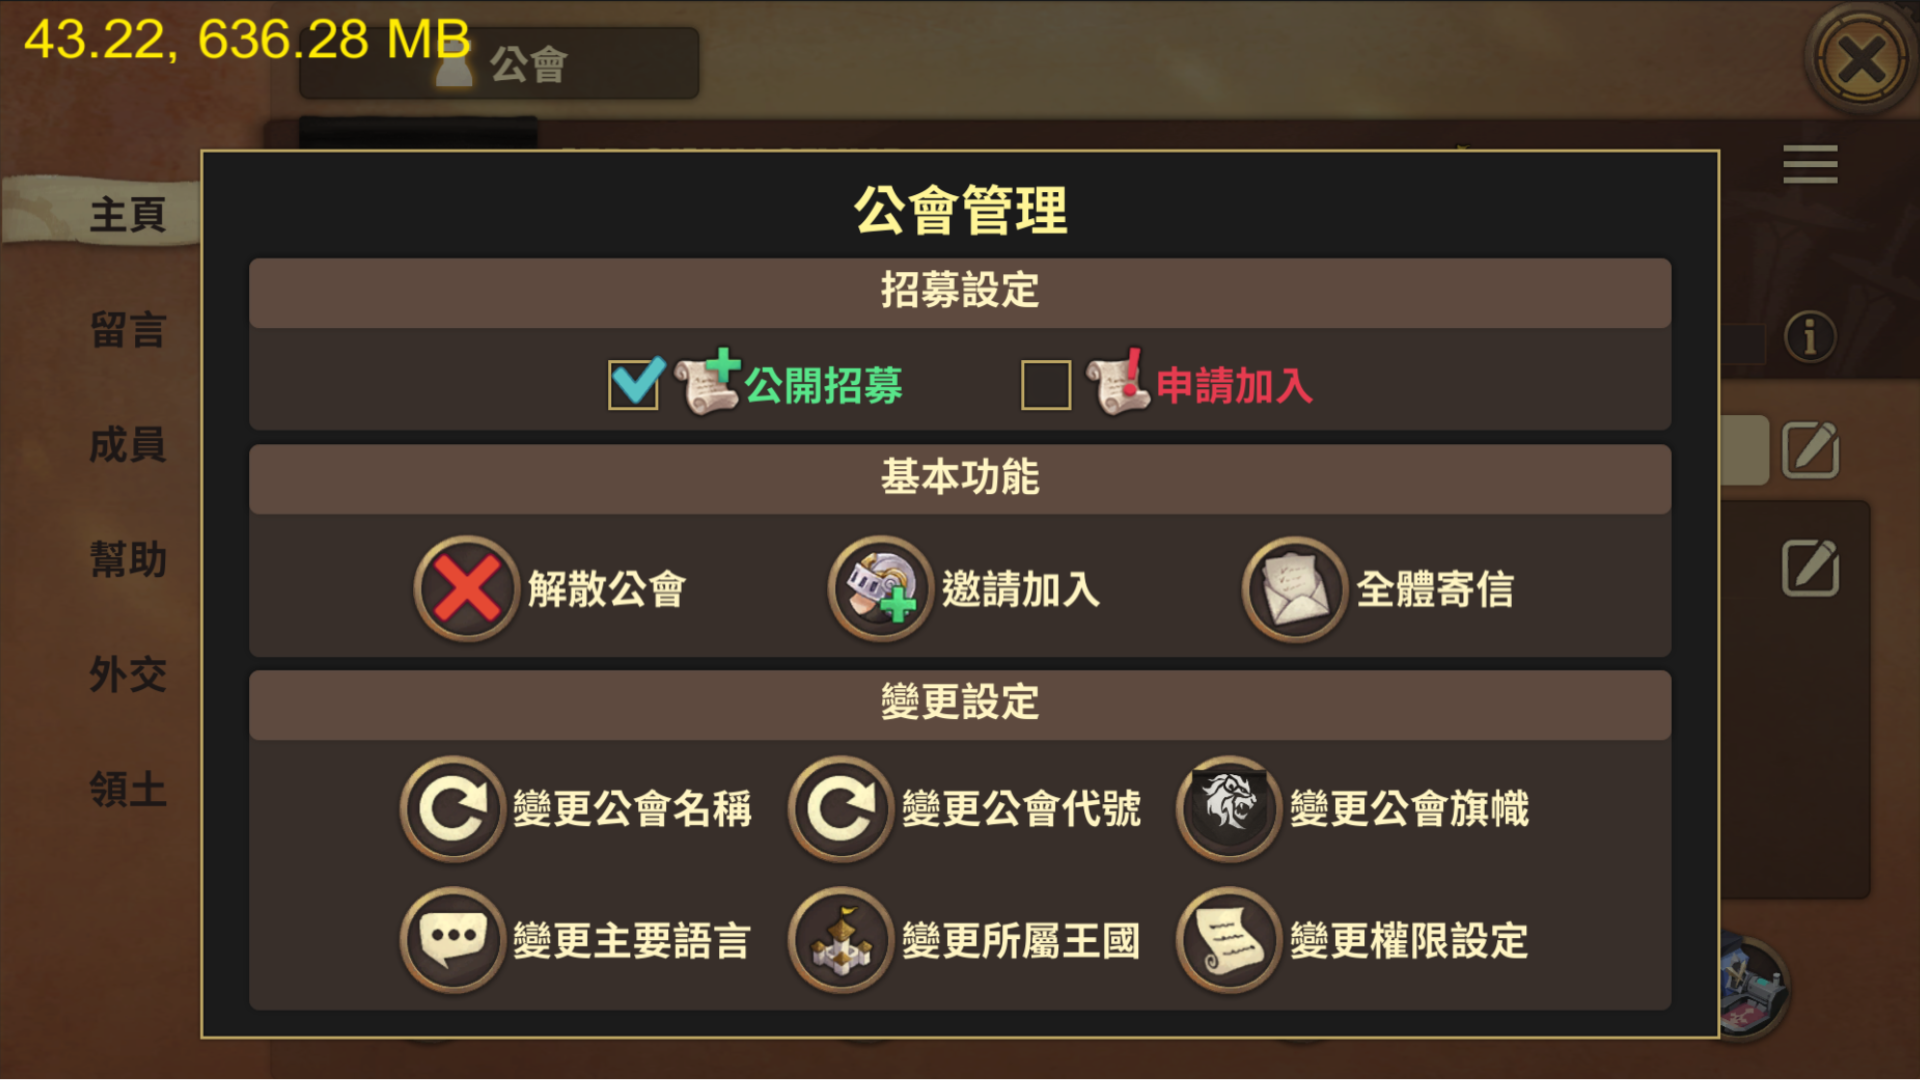 43.22, 636.28 MB
公會
主頁
留言
成員
幫助
外交
領土
公會管理
招募設定
公開招募
申請加入
基本功能
解散公會
邀請加入
全體寄信
變更設定
變更公會名稱
變更公會代號
變更公會旗幟
變更主要語言
變更所屬王國
變更權限設定